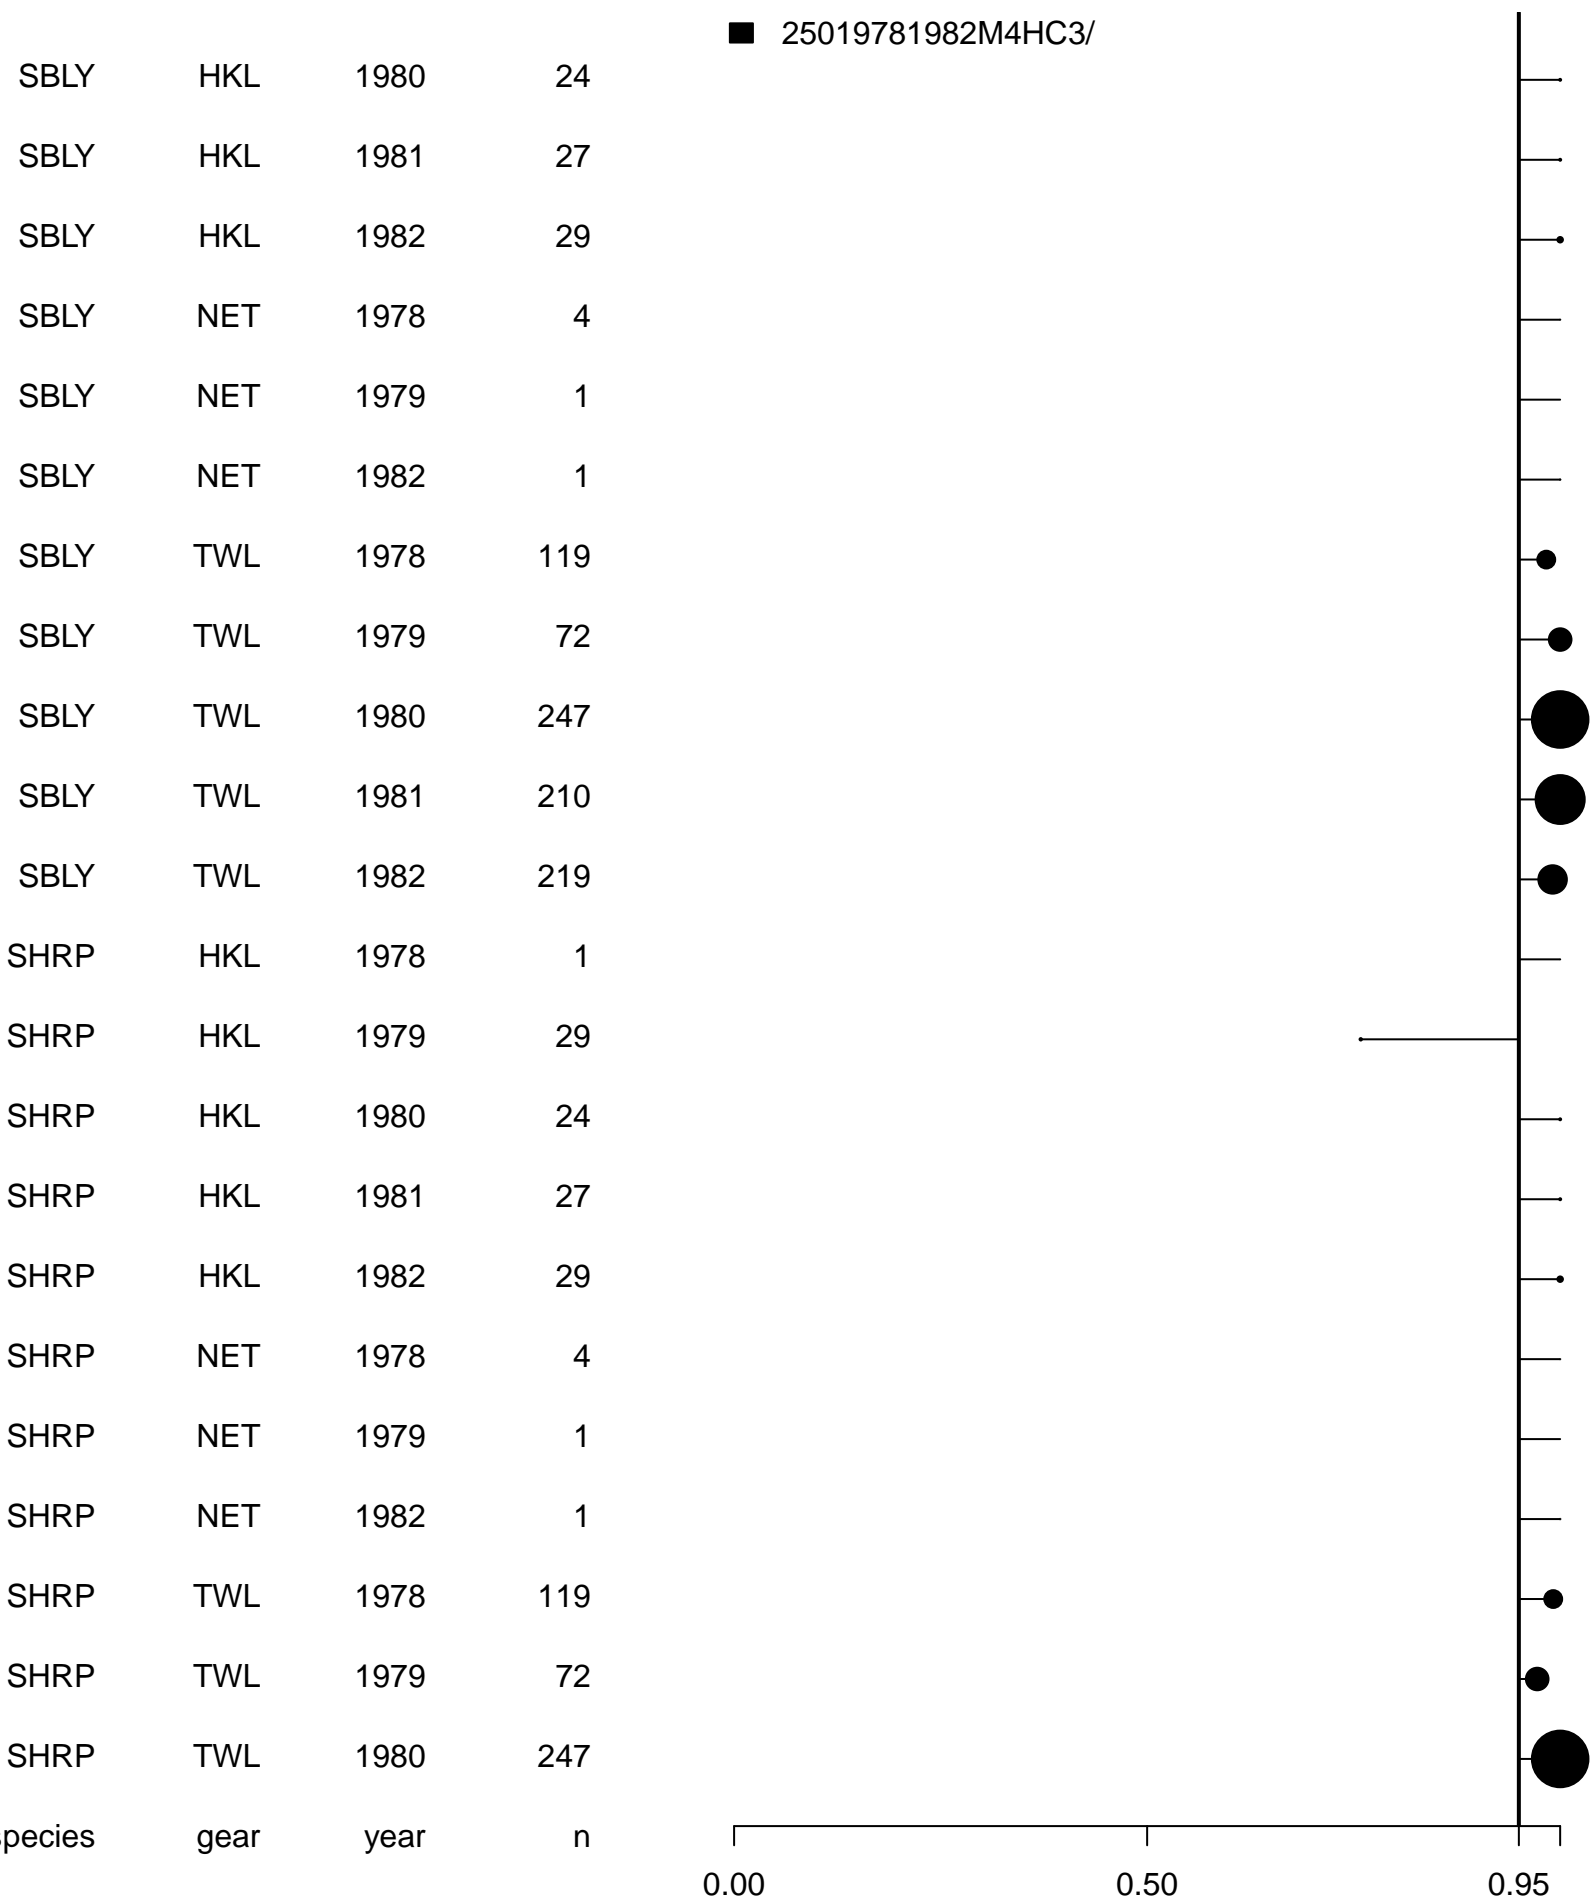 25019781982M4HC3/
SBLY HKL 1980 24
SBLY HKL 1981 27
SBLY HKL 1982 29
SBLY NET 1978 4
SBLY NET 1979 1
SBLY NET 1982 1
SBLY TWL 1978 119
SBLY TWL 1979 72
SBLY TWL 1980 247
SBLY TWL 1981 210
SBLY TWL 1982 219
SHRP HKL 1978 1
SHRP HKL 1979 29
SHRP HKL 1980 24
SHRP HKL 1981 27
SHRP HKL 1982 29
SHRP NET 1978 4
SHRP NET 1979 1
SHRP NET 1982 1
SHRP TWL 1978 119
SHRP TWL 1979 72
SHRP TWL 1980 247
species gear year n
0.00 0.50 0.95